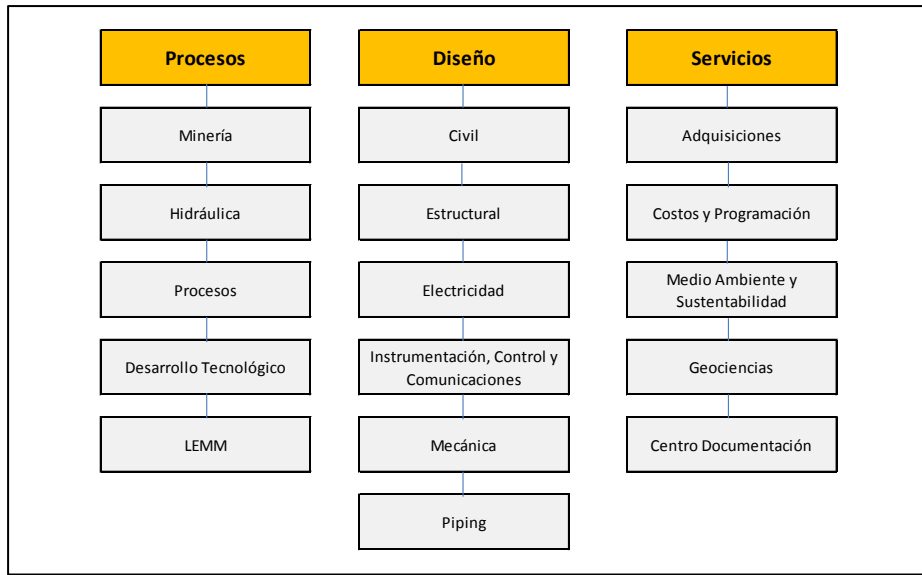 Procesos
Minería
Hidráulica
Procesos
Desarrollo Tecnológico
LEMM
Diseño
Civil
Estructural
Electricidad
Instrumentación, Control y
Comunicaciones
Mecánica
Piping
Servicios
Adquisiciones
Costos y Programación
Medio Ambiente y
Sustentabilidad
Geociencias
Centro Documentación